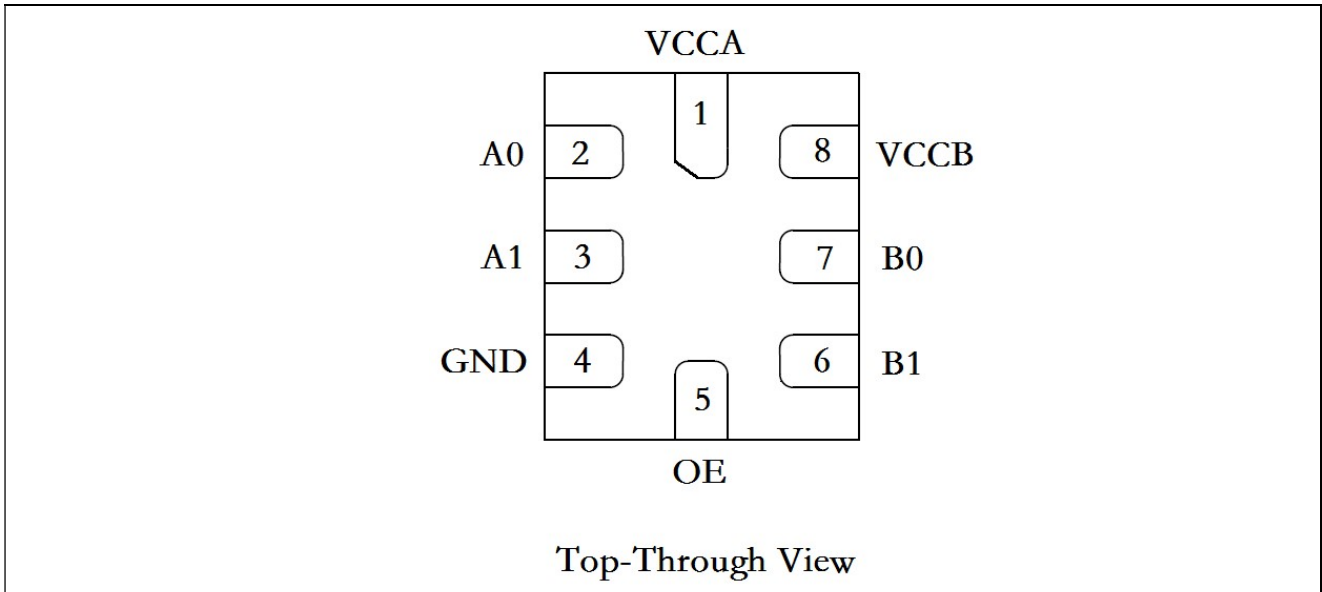 VCCA
1
A0 2 8 VCCB
A1 3 7 B0
GND 4 6 B1
5
OE
Top-Through View